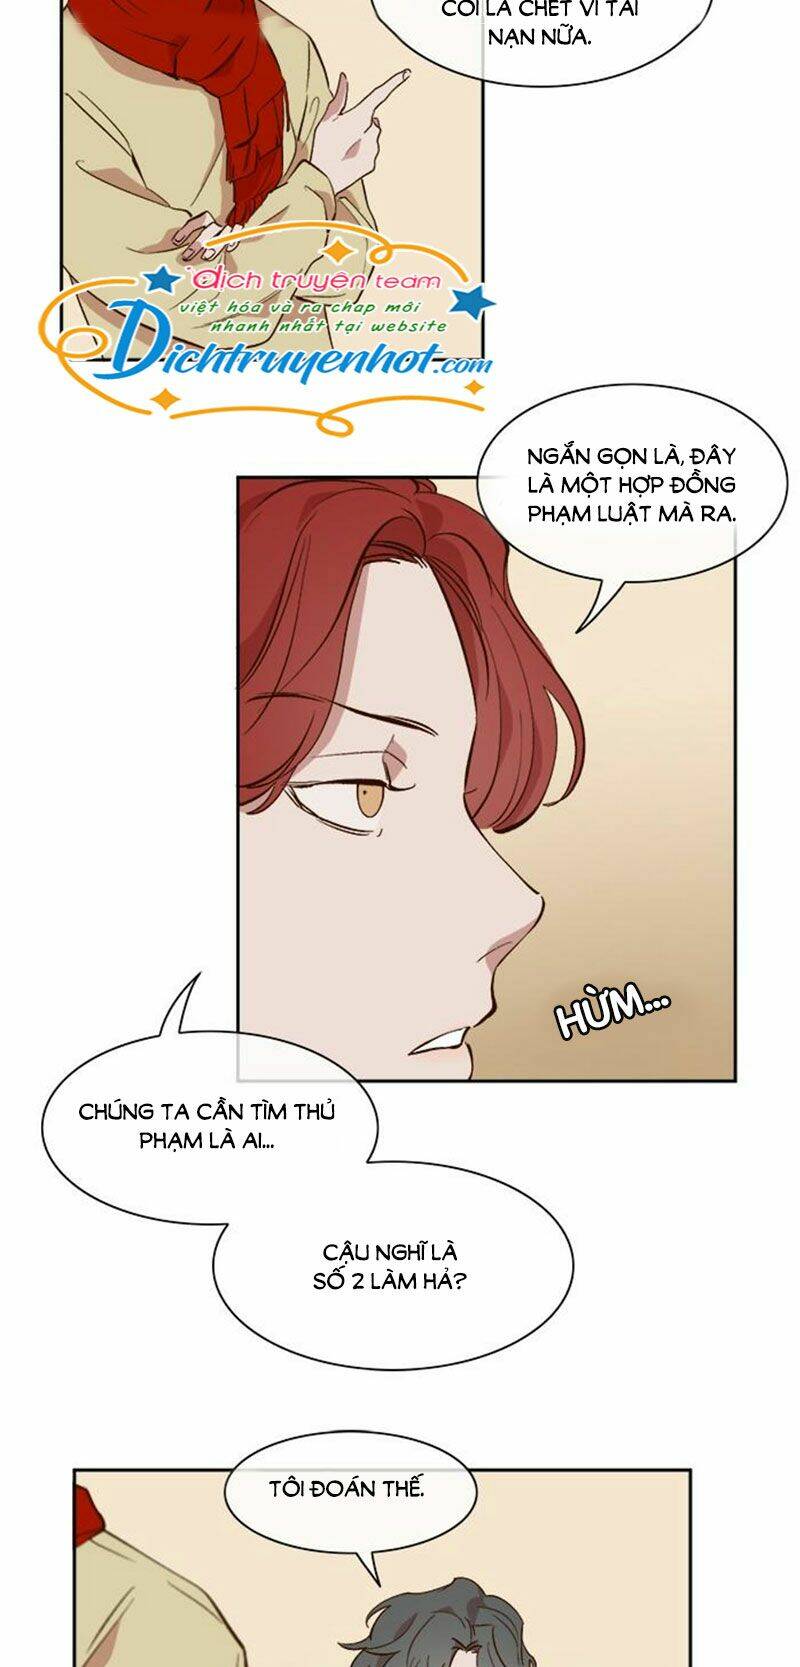 COI LÀ CHẾT VÌ TAI
NẠN NỮA.
dich truyện team
việt hóa và ra chap mới
nhanh nhất tại website
Dichtruyenhot.com
NGẮN GỌN LÀ, ĐÂY
LÀ MỘT HỢP ĐỒNG
PHẠM LUẬT MÀ RA.
HỪM...
CHÚNG TA CẦN TÌM THỦ
PHẠM LÀ AI...
CẬU NGHĨ LÀ
SỐ 2 LÀM HẢ?
TÔI ĐOÁN THẾ.